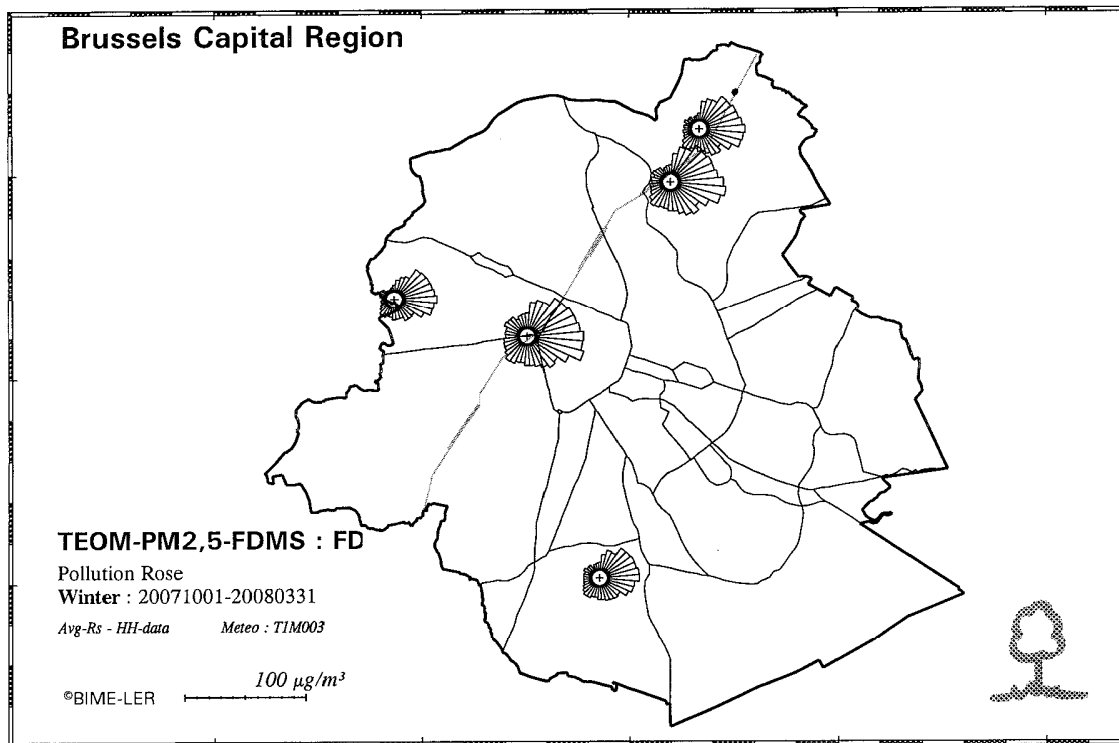 Brussels Capital Region
TEOM-PM2,5-FDMS : FD
Pollution Rose
Winter : 20071001-20080331
Avg-Rs - HH-data Meteo : T1M003
100 µg/m³
©BIME-LER